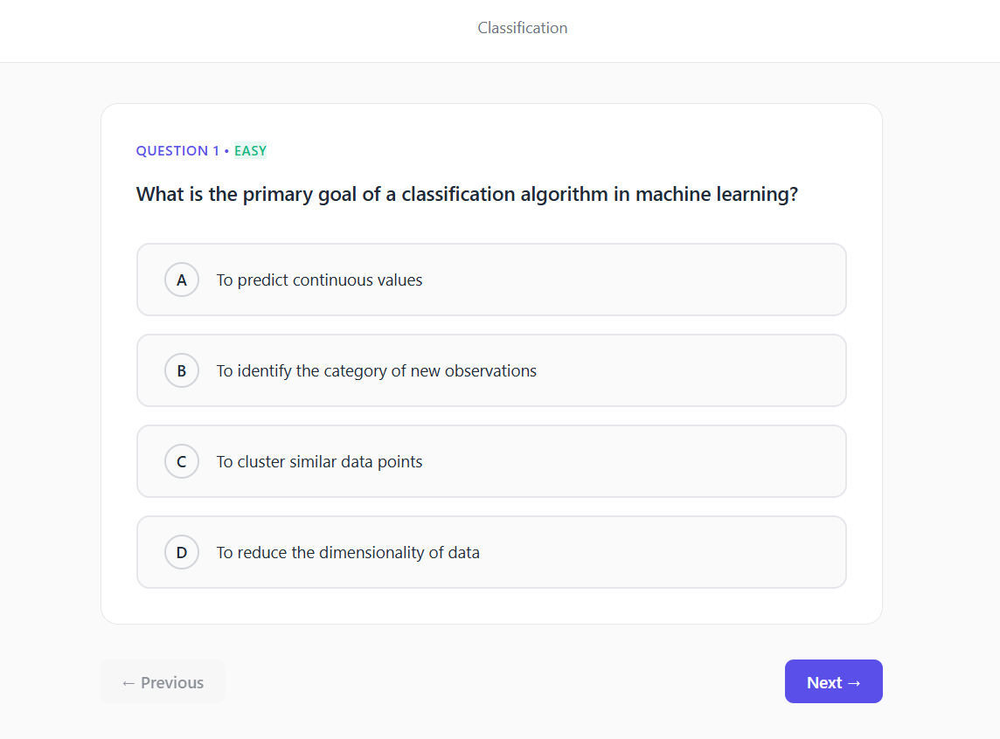 Classification
QUESTION 1 • EASY
What is the primary goal of a classification algorithm in machine learning?
A To predict continuous values
B To identify the category of new observations
C To cluster similar data points
D To reduce the dimensionality of data
← Previous
Next →